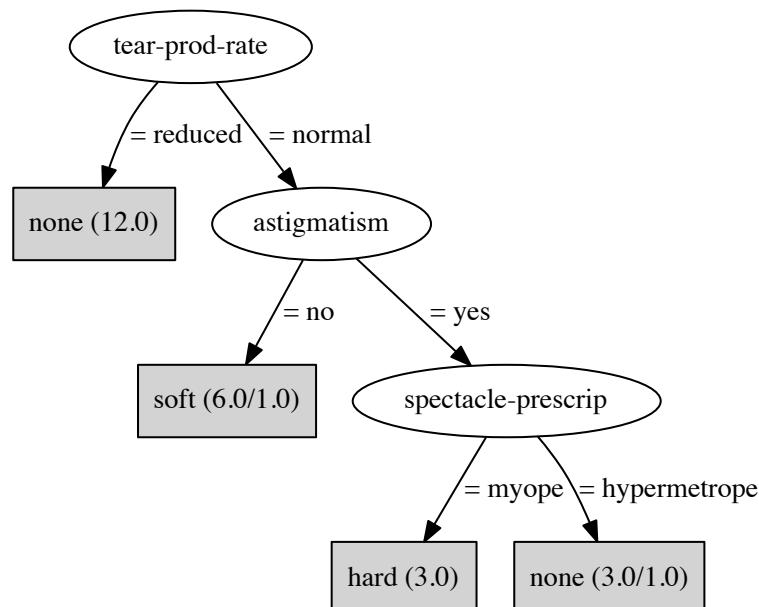 tear-prod-rate
= reduced
= normal
none (12.0)
astigmatism
= no
= yes
soft (6.0/1.0)
spectacle-prescrip
= myope
= hypermetrope
hard (3.0)
none (3.0/1.0)